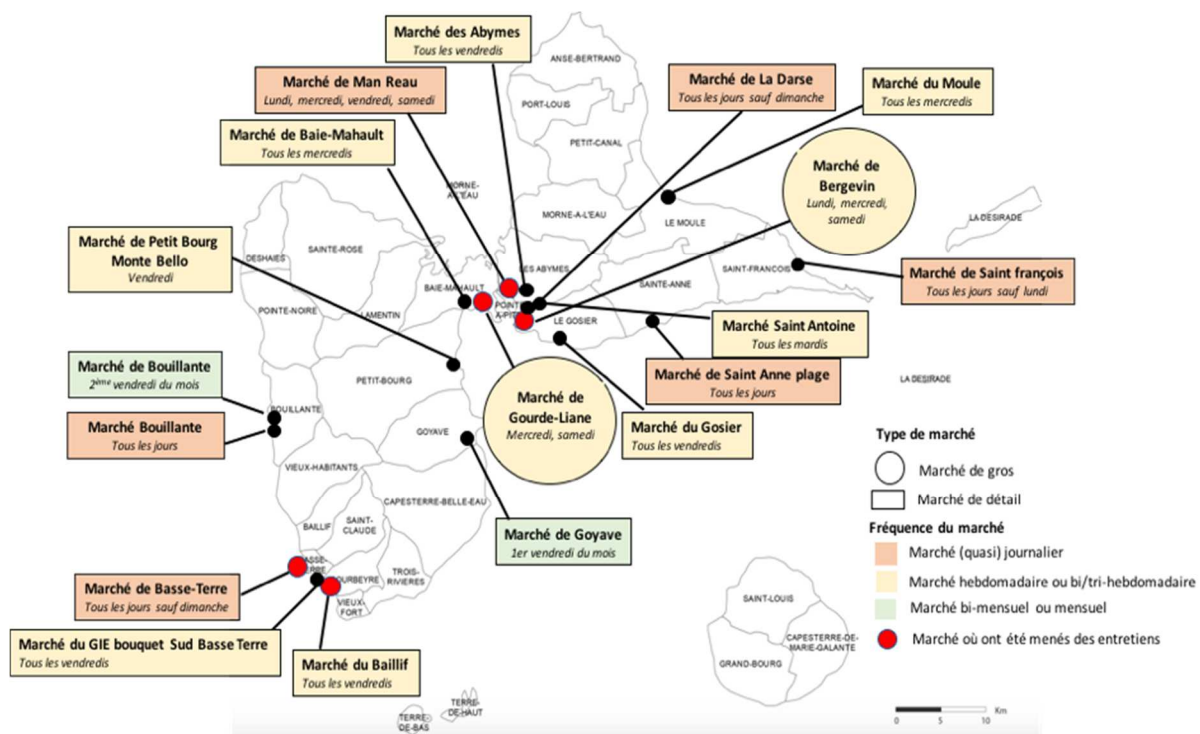 Marché des Abymes
Tous les vendredis
Marché de Man Reau
Lundi, mercredi, vendredi, samedi
Marché de Baie-Mahault
Tous les mercredis
Marché de La Darse
Tous les jours sauf dimanche
Marché du Moule
Tous les mercredis
Marché de
Bergevin
Lundi, mercredi,
samedi
Marché de Petit Bourg
Monte Bello
Vendredi
Marché de Saint françois
Tous les jours sauf lundi
Marché Saint Antoine
Tous les mardis
Marché de Saint Anne plage
Tous les jours
Marché de Bouillante
2ème vendredi du mois
Marché Bouillante
Tous les jours
Marché de
Gourde-Liane
Mercredi, samedi
Marché du Gosier
Tous les vendredis
Marché de Goyave
1er vendredi du mois
Marché de Basse-Terre
Tous les jours sauf dimanche
Marché du GIE bouquet Sud Basse Terre
Tous les vendredis
Marché du Baillif
Tous les vendredis
ANSE-BERTRAND
PORT-LOUIS
PETIT-CANAL
MORNE-
A-L'EAU
MORNE-A-L'EAU
LE MOULE
LA DESIRADE
DESHAIES
SAINTE-ROSE
LES ABYMES
SAINTE-ANNE
SAINT-FRANÇOIS
BAIE-MAHAULT
POINTE-NOIRE
LAMENTIN
LE GOSIER
PETIT-BOURG
LA DESIRADE
BOUILLANTE
GOYAVE
VIEUX-HABITANTS
CAPESTERRE-BELLE-EAU
BAILLIF
SAINT-
CLAUDE
TROIS-
RIVIERES
VIEUX-
FORT
TERRE-
DE-HAUT
TERRE-
DE-BAS
SAINT-LOUIS
CAPESTERRE-DE-
MARIE-GALANTE
GRAND-BOURG
Type de marché
Marché de gros
Marché de détail
Fréquence du marché
Marché (quasi) journalier
Marché hebdomadaire ou bi/tri-hebdomadaire
Marché bi-mensuel ou mensuel
Marché où ont été menés des entretiens
Km
0 5 10